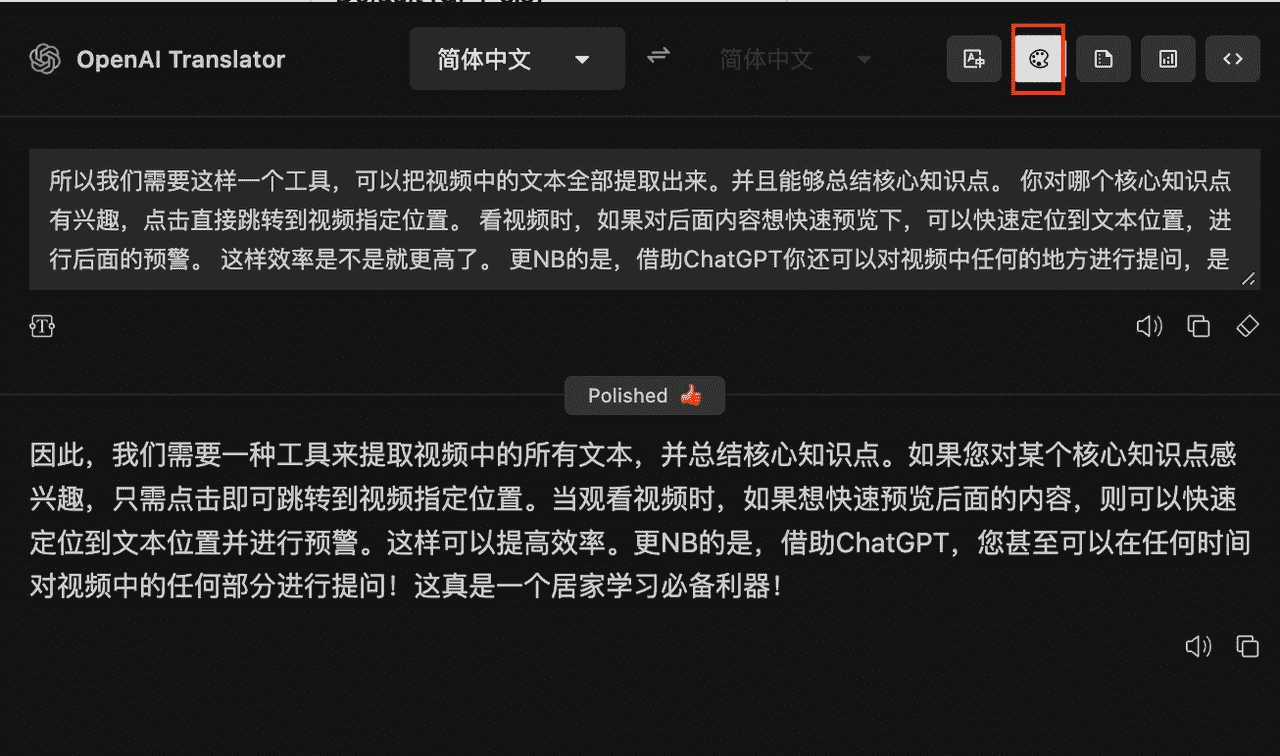 OpenAI Translator
简体中文
简体中文
所以我们需要这样一个工具，可以把视频中的文本全部提取出来。并且能够总结核心知识点。 你对哪个核心知识点
有兴趣，点击直接跳转到视频指定位置。 看视频时，如果对后面内容想快速预览下，可以快速定位到文本位置，进
行后面的预警。 这样效率是不是就更高了。 更NB的是，借助ChatGPT你还可以对视频中任何的地方进行提问，是
Polished 👍
因此，我们需要一种工具来提取视频中的所有文本，并总结核心知识点。如果您对某个核心知识点感
兴趣，只需点击即可跳转到视频指定位置。当观看视频时，如果想快速预览后面的内容，则可以快速
定位到文本位置并进行预警。这样可以提高效率。更NB的是，借助ChatGPT，您甚至可以在任何时间
对视频中的任何部分进行提问！这真是一个居家学习必备利器！